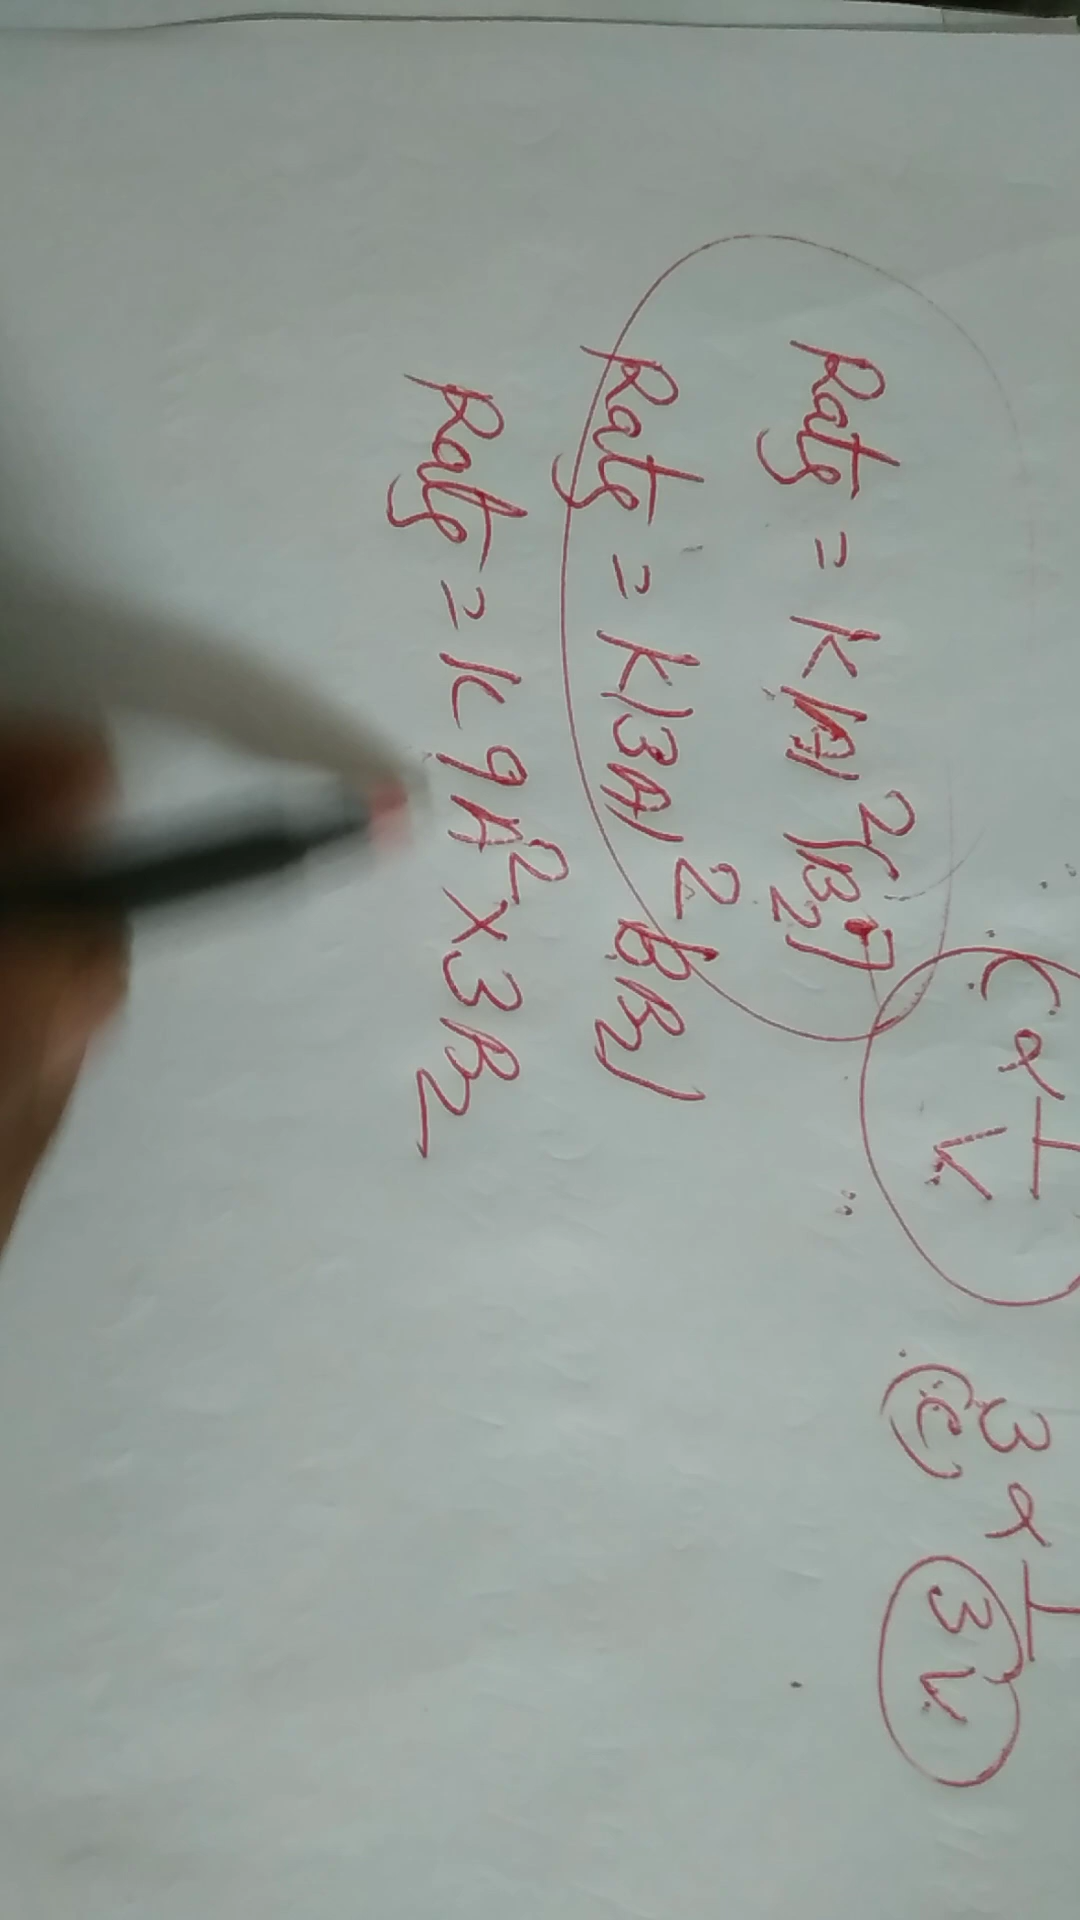 C α 1/V
3C α 1/3V
Rate = K(A)²(B₂)
Rate = K(3A)²(3B₂)
Rate = K 9A² × 3B₂